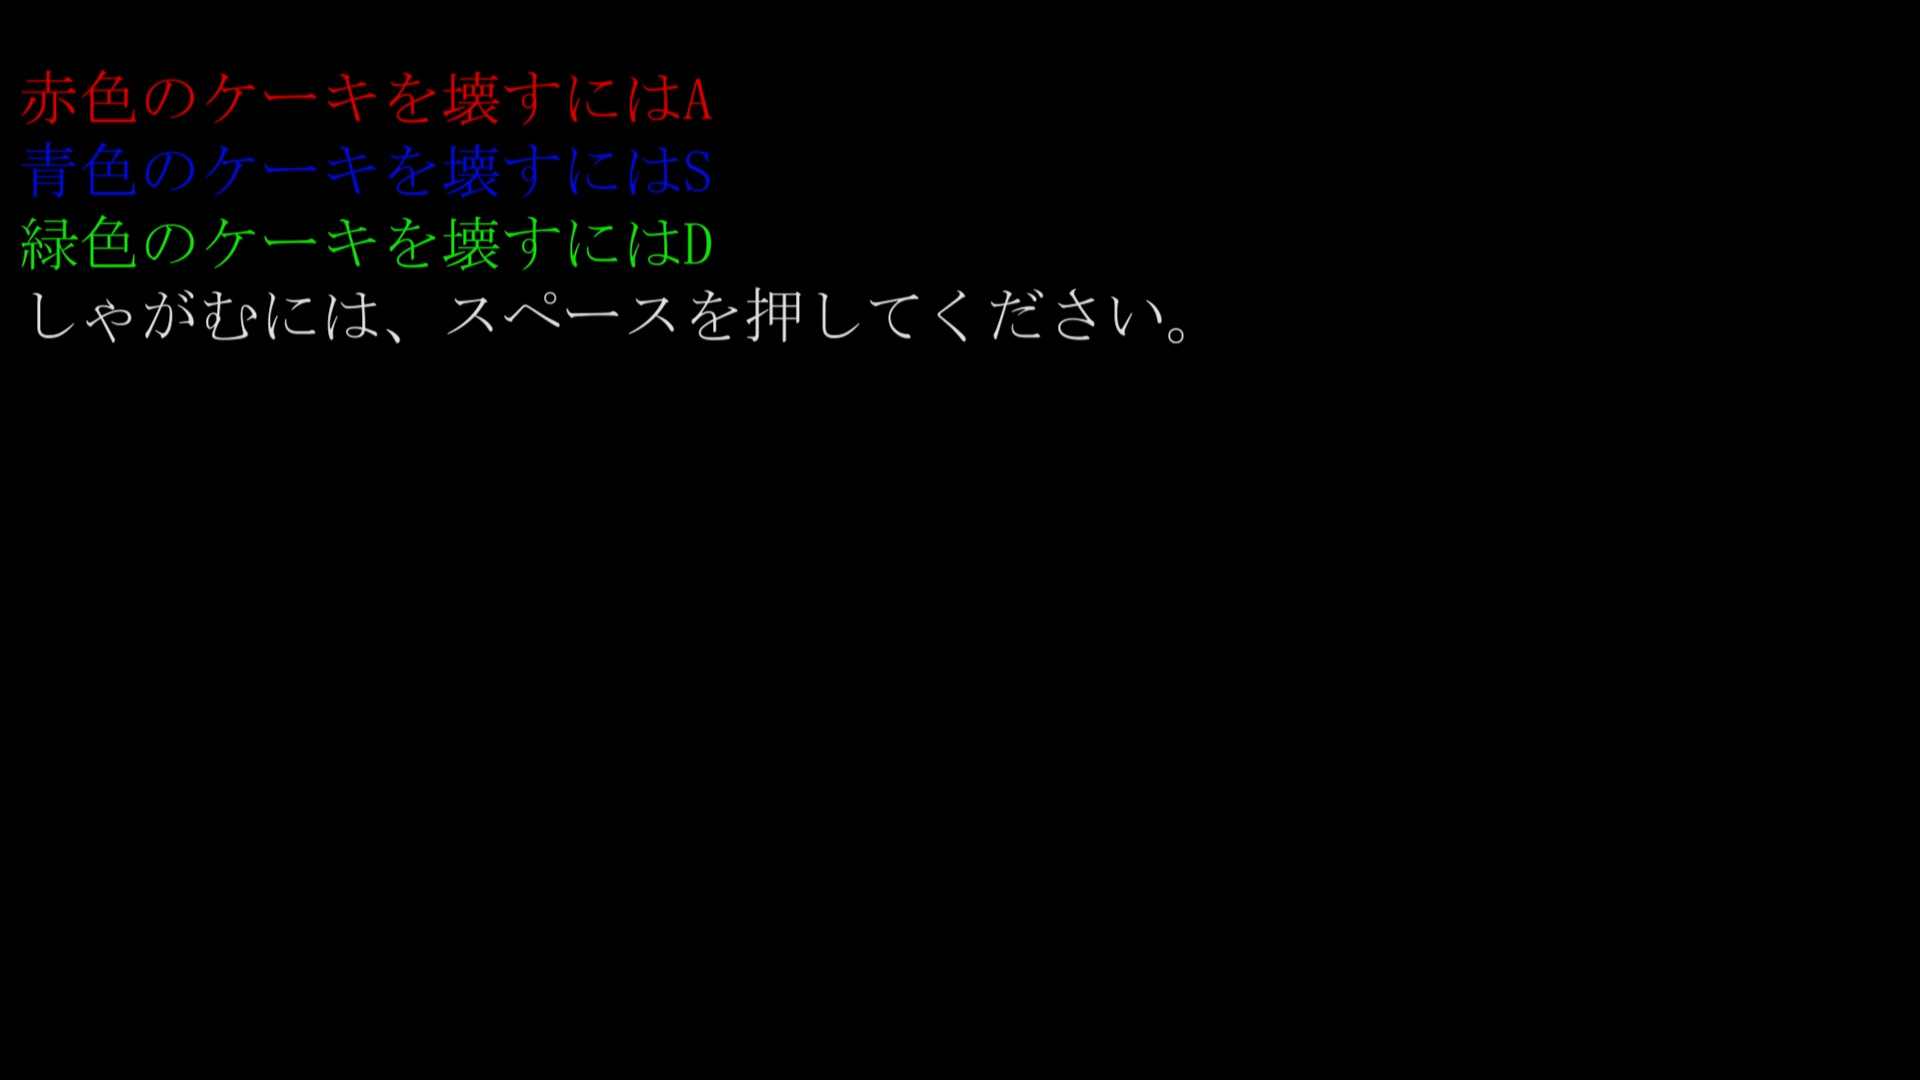 赤色のケーキを壊すにはA
青色のケーキを壊すにはS
緑色のケーキを壊すにはD
しゃがむには、スペースを押してください。